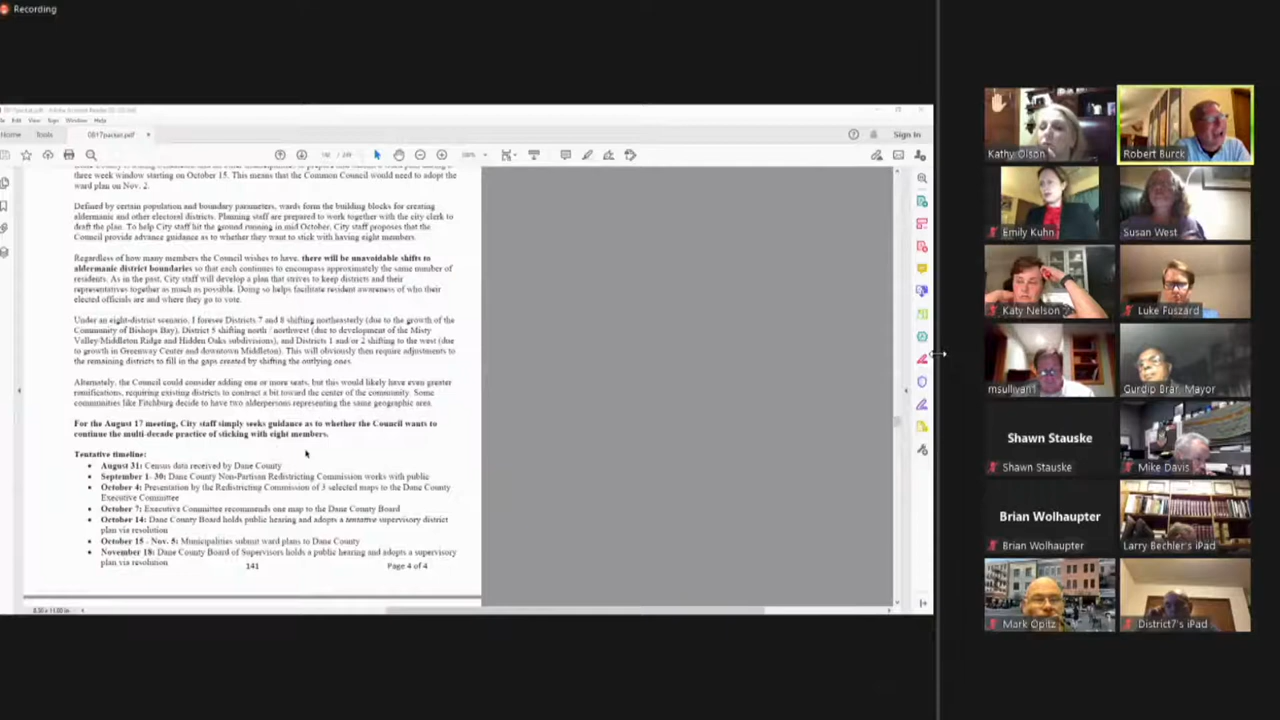 Recording
File Edit View Sign Window Help
Home Tools 0817packet.pdf Sign In
three week window starting on October 15. This means that the Common Council would need to adopt the
ward plan on Nov. 2.
Defined by certain population and boundary parameters, wards form the building blocks for creating
aldermanic and other electoral districts. Planning staff are prepared to work together with the city clerk to
draft the plan. To help City staff hit the ground running in mid October, City staff proposes that the
Council provide advance guidance as to whether they want to stick with having eight members.
Regardless of how many members the Council wishes to have, there will be unavoidable shifts to
aldermanic district boundaries so that each continues to encompass approximately the same number of
residents. As in the past, City staff will develop a plan that strives to keep districts and their
representatives together as much as possible. Doing so helps facilitate resident awareness of who their
elected officials are and where they go to vote.
Under an eight-district scenario, I foresee Districts 7 and 8 shifting northeasterly (due to the growth of the
Community of Bishops Bay), District 5 shifting north / northwest (due to development of the Misty
Valley/Middleton Ridge and Hidden Oaks subdivisions), and Districts 1 and/or 2 shifting to the west (due
to growth in Greenway Center and downtown Middleton). This will obviously then require adjustments to
the remaining districts to fill in the gaps created by shifting the outlying ones.
Alternately, the Council could consider adding one or more seats, but this would likely have even greater
ramifications, requiring existing districts to contract a bit toward the center of the community. Some
communities like Fitchburg decide to have two alderpersons representing the same geographic area.
For the August 17 meeting, City staff simply seeks guidance as to whether the Council wants to
continue the multi-decade practice of sticking with eight members.
Tentative timeline:
• August 31: Census data received by Dane County
• September 1- 30: Dane County Non-Partisan Redistricting Commission works with public
• October 4: Presentation by the Redistricting Commission of 3 selected maps to the Dane County
Executive Committee
• October 7: Executive Committee recommends one map to the Dane County Board
• October 14: Dane County Board holds public hearing and adopts a tentative supervisory district
plan via resolution
• October 15 - Nov. 5: Municipalities submit ward plans to Dane County
• November 18: Dane County Board of Supervisors holds a public hearing and adopts a supervisory
plan via resolution
141 Page 4 of 4
8.50 x 11.00 in
Kathy Olson Robert Burck
Emily Kuhn Susan West
Katy Nelson Luke Fuszard
msullivan1 Gurdip Brar, Mayor
Shawn Stauske
Shawn Stauske Mike Davis
Brian Wolhaupter
Brian Wolhaupter Larry Bechler's iPad
Mark Opitz District7's iPad